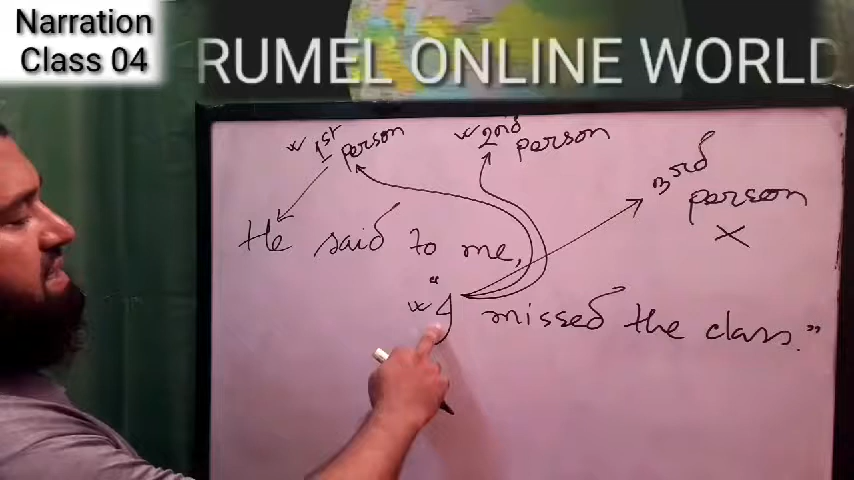 Narration
Class 04
RUMEL ONLINE WORLD
1st person
2nd person
3rd person
He said to me,
"I missed the class."